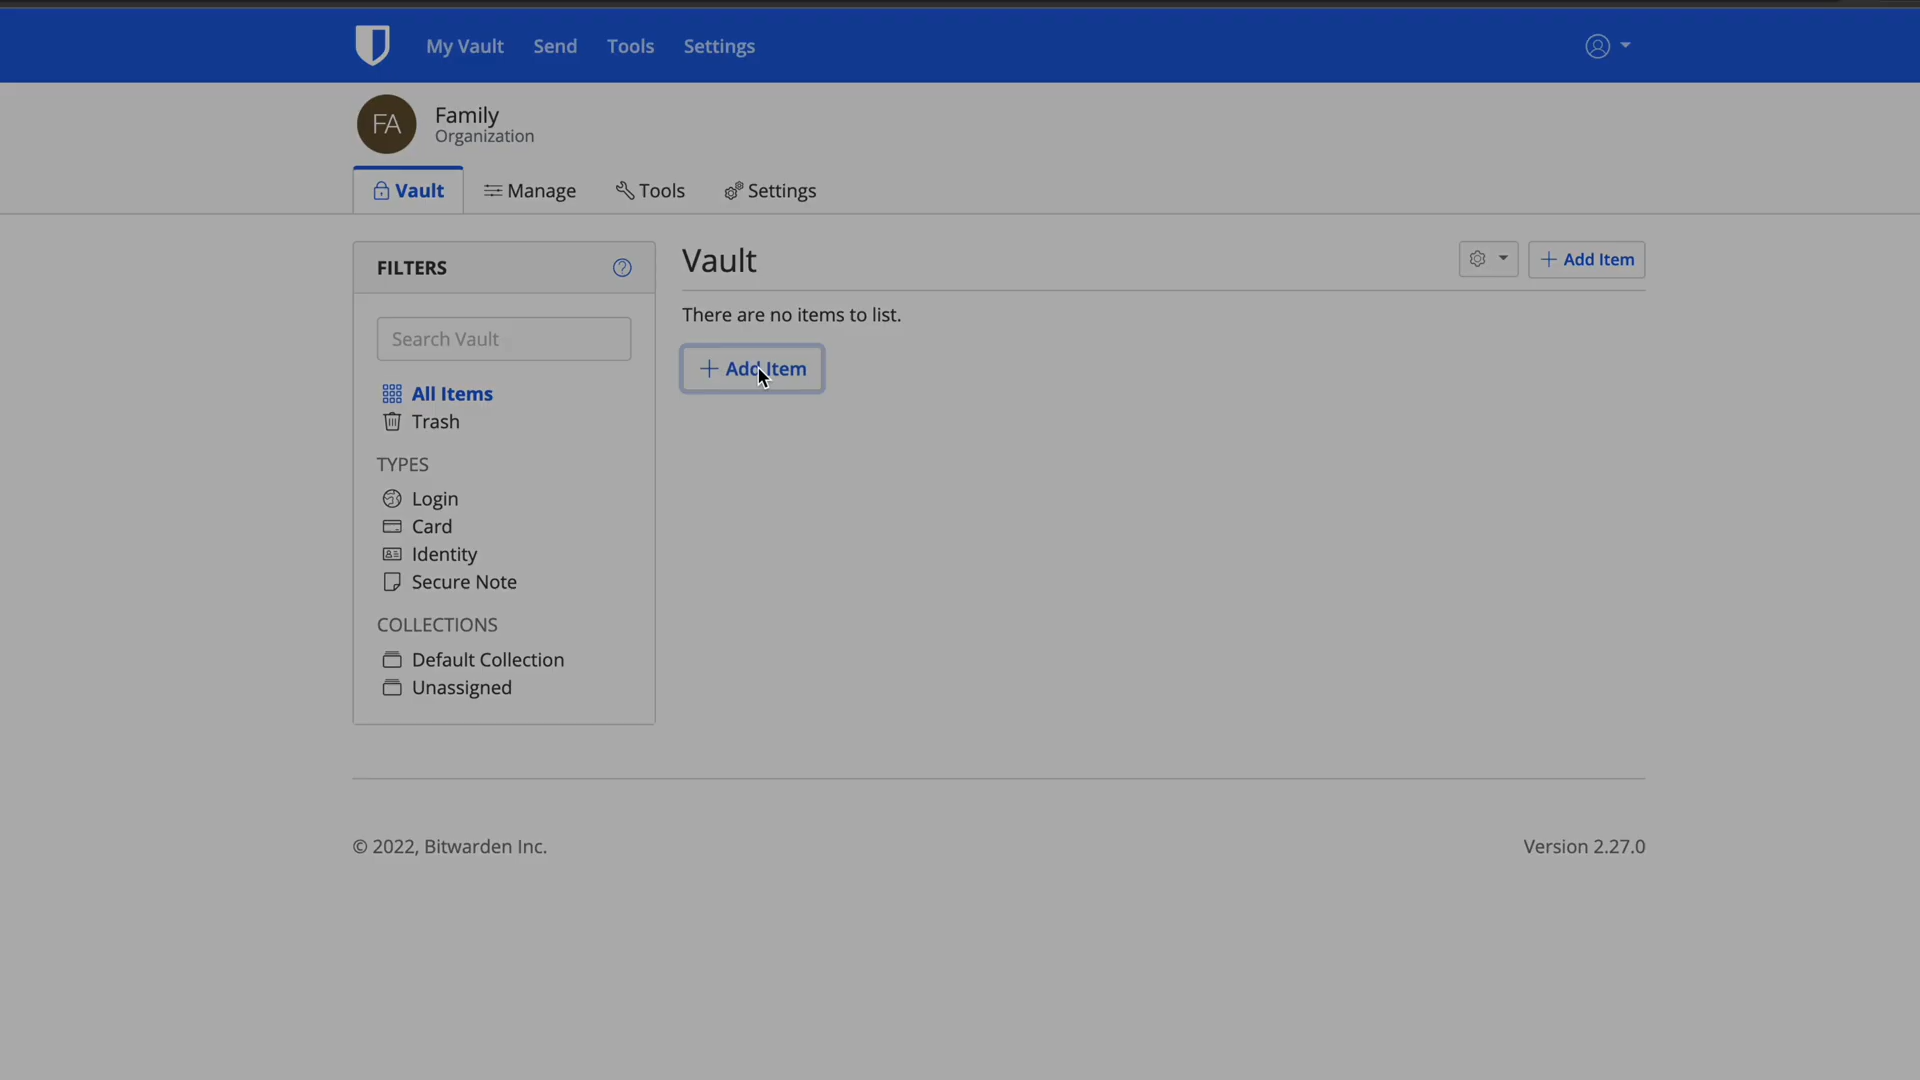 My Vault Send Tools Settings
FA
Family
Organization
Vault Manage Tools Settings
FILTERS
Search Vault
All Items
Trash
TYPES
Login
Card
Identity
Secure Note
COLLECTIONS
Default Collection
Unassigned
Vault
Add Item
There are no items to list.
Add Item
© 2022, Bitwarden Inc.
Version 2.27.0